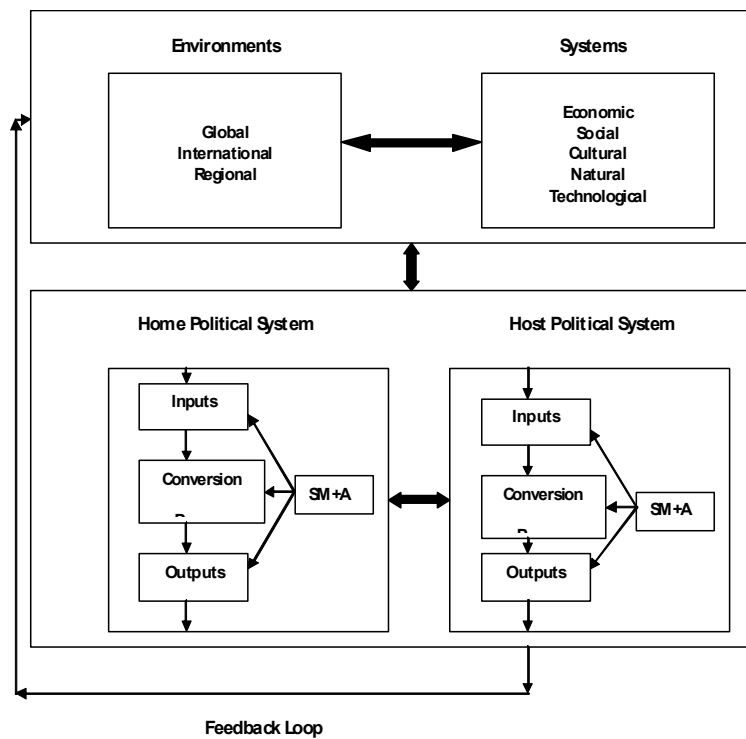 Environments
Systems
Global
International
Regional
Economic
Social
Cultural
Natural
Technological
Home Political System
Host Political System
Inputs
Conversion
SM+A
Outputs
Inputs
Conversion
SM+A
Outputs
Feedback Loop